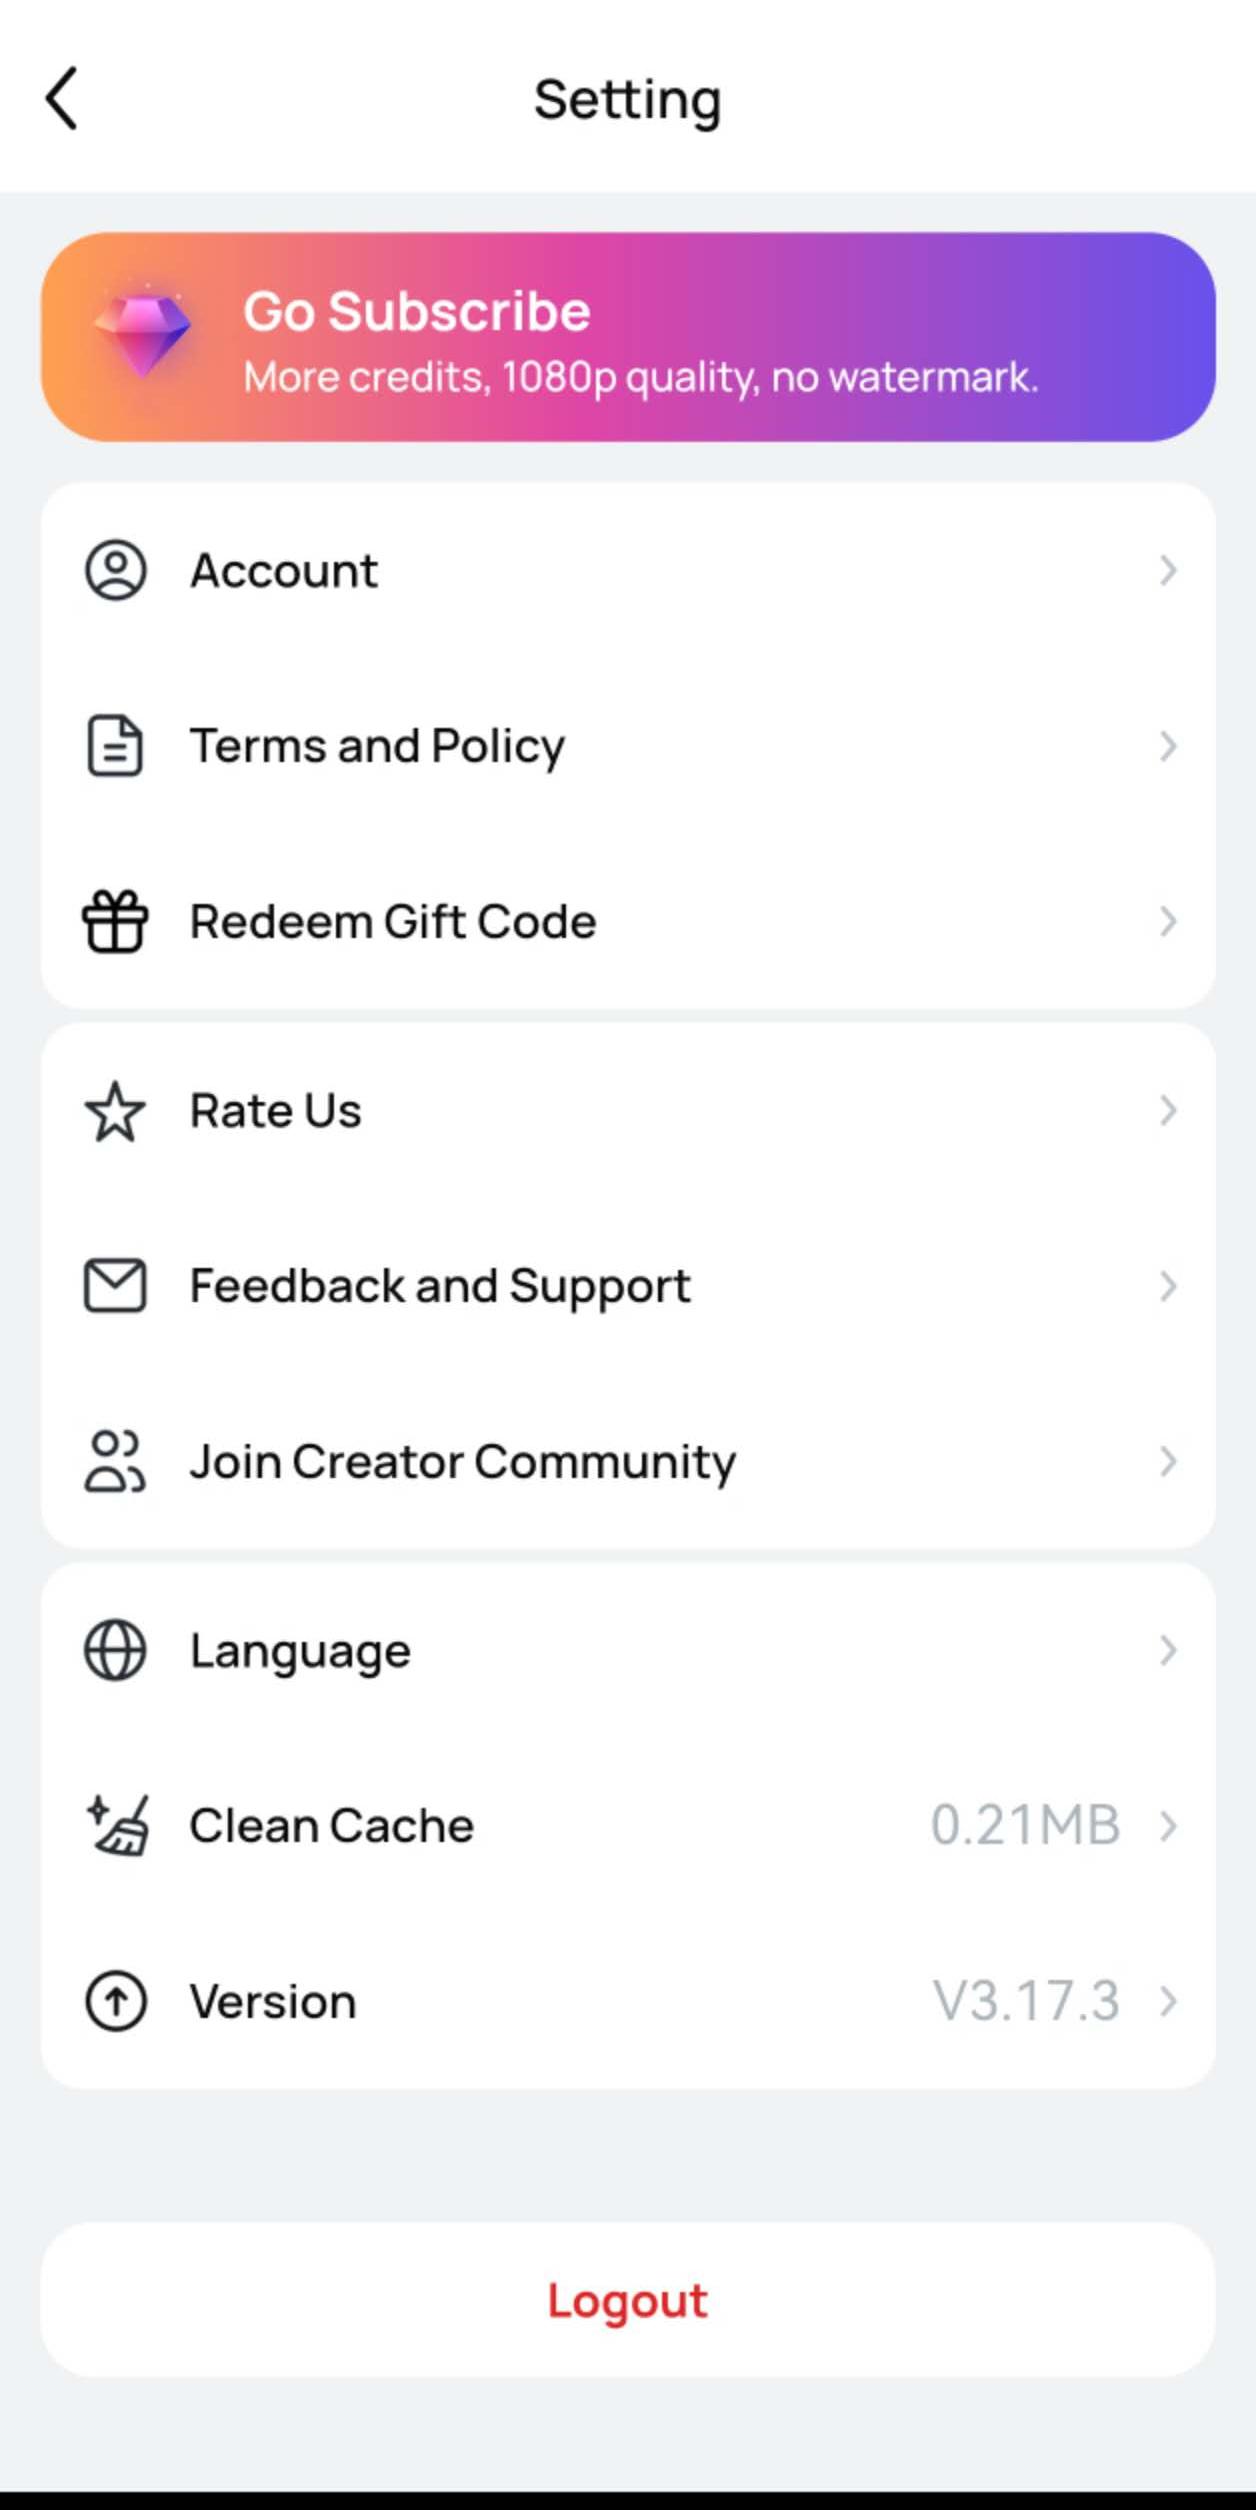 Setting
Go Subscribe
More credits, 1080p quality, no watermark.
Account
Terms and Policy
Redeem Gift Code
Rate Us
Feedback and Support
Join Creator Community
Language
Clean Cache 0.21MB
Version V3.17.3
Logout